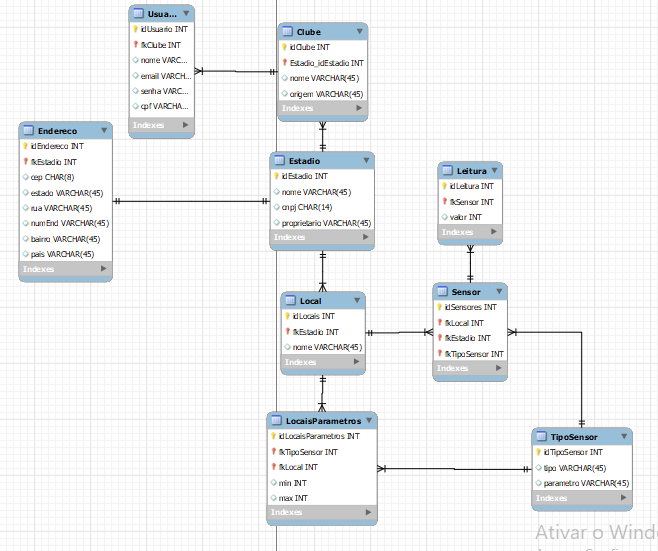 Usua...
idUsuario INT
fkClube INT
nome VARC...
email VARCH...
senha VARC...
cpf VARCHA...
Indexes
Clube
idClube INT
Estadio_idEstadio INT
nome VARCHAR(45)
origem VARCHAR(45)
Indexes
Endereco
idEndereco INT
fkEstadio INT
cep CHAR(8)
estado VARCHAR(45)
rua VARCHAR(45)
numEnd VARCHAR(45)
bairro VARCHAR(45)
pais VARCHAR(45)
Indexes
Estadio
idEstadio INT
nome VARCHAR(45)
cnpj CHAR(14)
proprietario VARCHAR(45)
Indexes
Leitura
idLeitura INT
fkSensor INT
valor INT
Indexes
Local
idLocais INT
fkEstadio INT
nome VARCHAR(45)
Indexes
Sensor
idSensores INT
fkLocal INT
fkEstadio INT
fkTipoSensor INT
Indexes
LocaisParametros
idLocaisParametros INT
fkTipoSensor INT
fkLocal INT
min INT
max INT
Indexes
TipoSensor
idTipoSensor INT
tipo VARCHAR(45)
parametro VARCHAR(45)
Indexes
Ativar o Wind